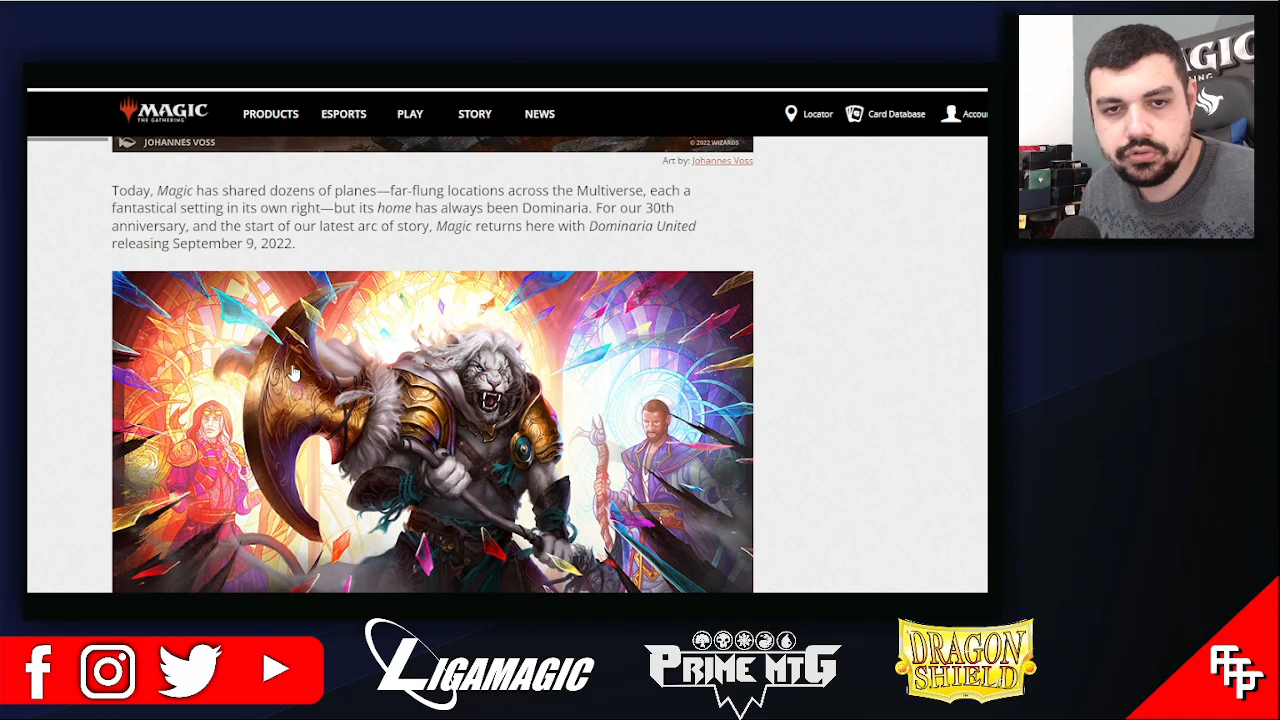 MAGIC
THE GATHERING
PRODUCTS
ESPORTS
PLAY
STORY
NEWS
Locator
Card Database
Accou
JOHANNES VOSS
© 2022 WIZARDS
Art by: Johannes Voss
Today, Magic has shared dozens of planes—far-flung locations across the Multiverse, each a
fantastical setting in its own right—but its home has always been Dominaria. For our 30th
anniversary, and the start of our latest arc of story, Magic returns here with Dominaria United
releasing September 9, 2022.
AGIC
LIGAMAGIC
PRIME MTG
DRAGON
SHIELD